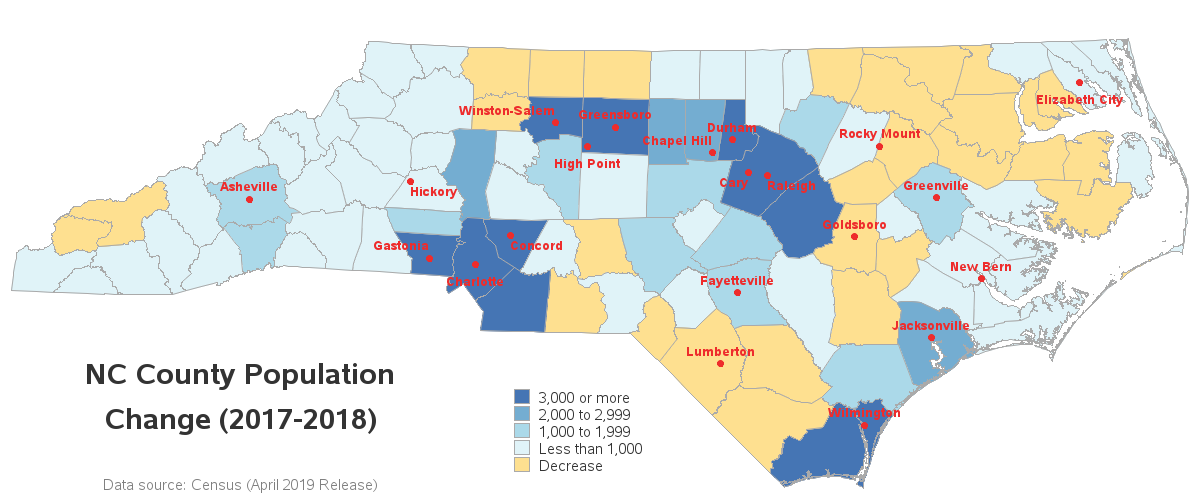 Winston-Salem
Greensboro
Durham
Chapel Hill
High Point
Elizabeth City
Rocky Mount
Asheville
Hickory
Cary
Raleigh
Greenville
Goldsboro
Gastonia
Concord
Charlotte
Fayetteville
New Bern
Jacksonville
Lumberton
Wilmington
NC County Population
Change (2017-2018)
3,000 or more
2,000 to 2,999
1,000 to 1,999
Less than 1,000
Decrease
Data source: Census (April 2019 Release)